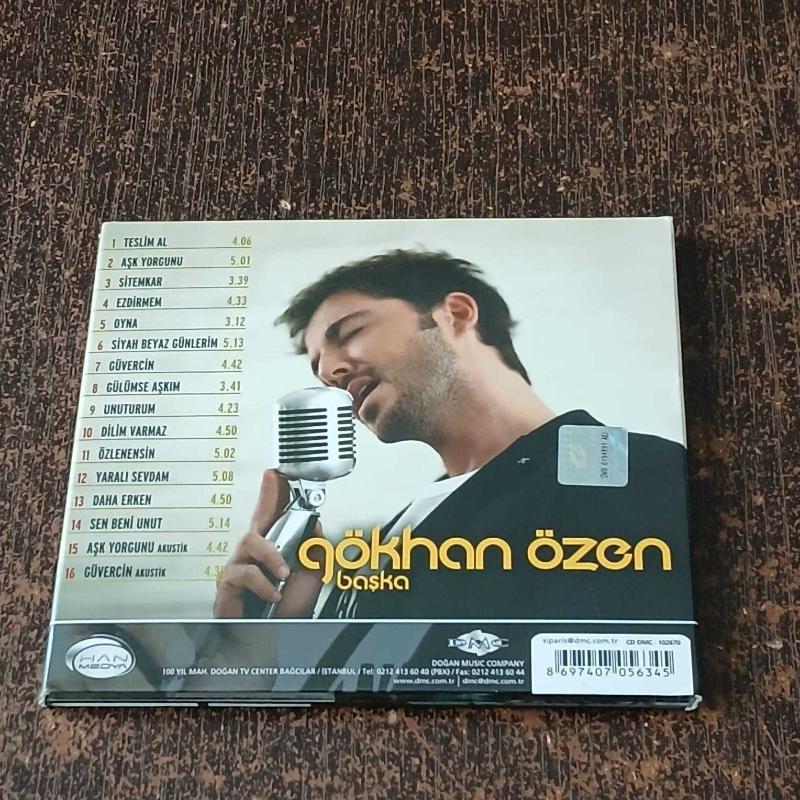 1 TESLİM AL 4.06
2 AŞK YORGUNU 5.01
3 SİTEMKAR 3.39
4 EZDİRMEM 4.33
5 OYNA 3.12
6 SİYAH BEYAZ GÜNLERİM 5.13
7 GÜVERCİN 4.42
8 GÜLÜMSE AŞKIM 3.41
9 UNUTURUM 4.23
10 DİLİM VARMAZ 4.50
11 ÖZLENENSİN 5.02
12 YARALI SEVDAM 5.08
13 DAHA ERKEN 4.50
14 SEN BENİ UNUT 5.14
15 AŞK YORGUNU AKUSTİK 4.42
16 GÜVERCİN AKUSTİK
gökhan özen
başka
HAN
MEDYA
DMC
DOĞAN MUSIC COMPANY
100 YIL MAH. DOĞAN TV CENTER BAĞCILAR / İSTANBUL / Tel: 0212 413 60 40 (PBX) / Fax: 0212 413 60 44
www.dmc.com.tr | dmc@dmc.com.tr
siparis@dmc.com.tr CD DMC - 102670
8 697407 056345